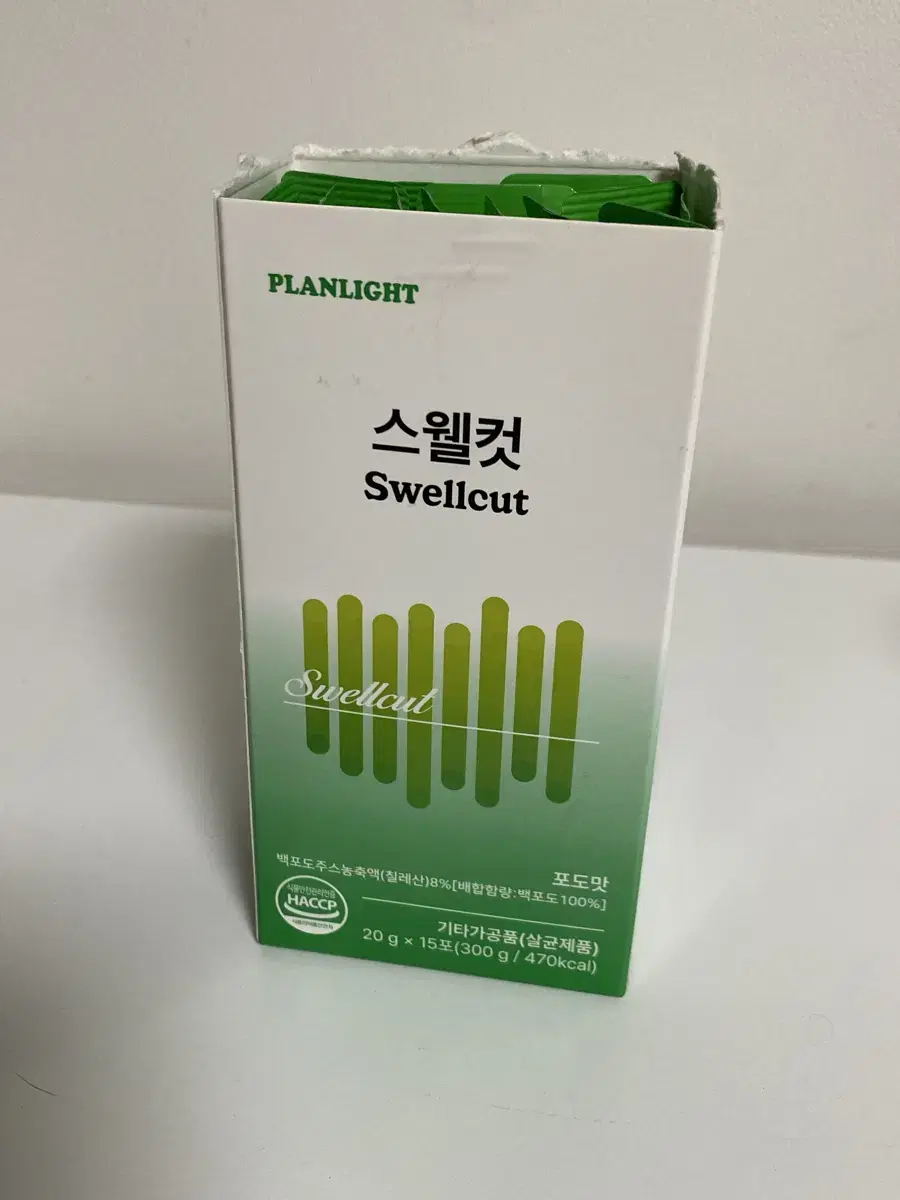 PLANLIGHT
스웰컷
Swellcut
Swellcut
포도맛
백포도주스농축액(칠레산)8%[배합함량:백포도100%]
HACCP
기타가공품(살균제품)
20 g × 15포(300 g / 470kcal)